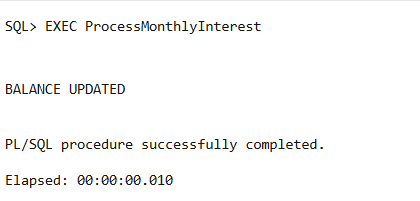 SQL> EXEC ProcessMonthlyInterest
BALANCE UPDATED
PL/SQL procedure successfully completed.
Elapsed: 00:00:00.010